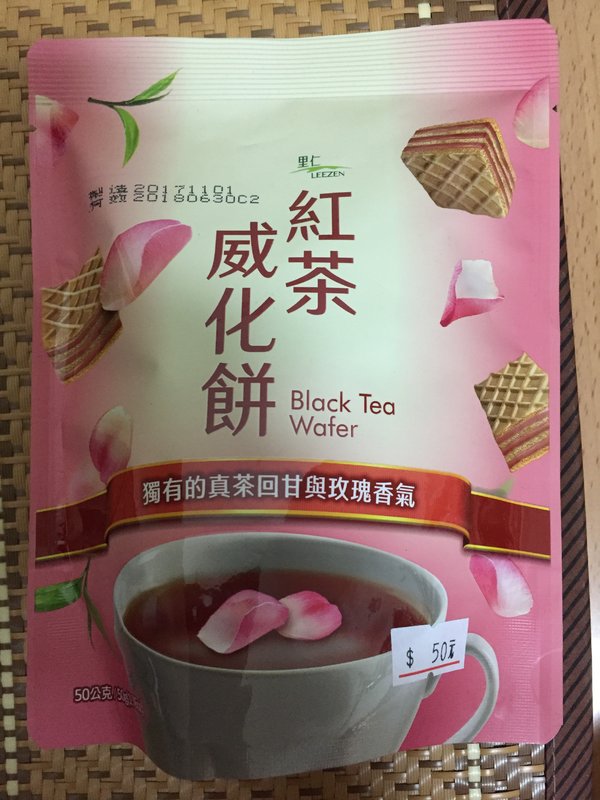 里仁
LEEZEN
製造 20171101
有效 20180630C2
紅茶
威化餅
Black Tea
Wafer
獨有的真茶回甘與玫瑰香氣
$ 50元
50公克